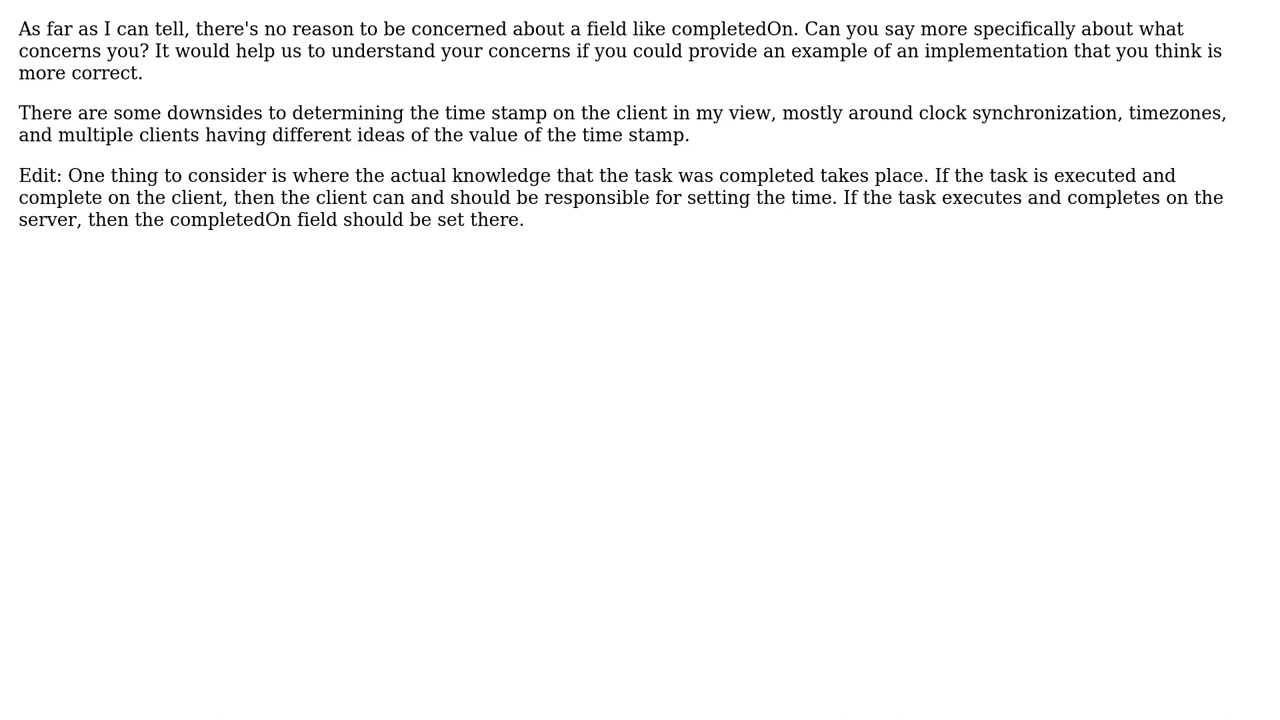 As far as I can tell, there's no reason to be concerned about a field like completedOn. Can you say more specifically about what
concerns you? It would help us to understand your concerns if you could provide an example of an implementation that you think is
more correct.
There are some downsides to determining the time stamp on the client in my view, mostly around clock synchronization, timezones,
and multiple clients having different ideas of the value of the time stamp.
Edit: One thing to consider is where the actual knowledge that the task was completed takes place. If the task is executed and
complete on the client, then the client can and should be responsible for setting the time. If the task executes and completes on the
server, then the completedOn field should be set there.